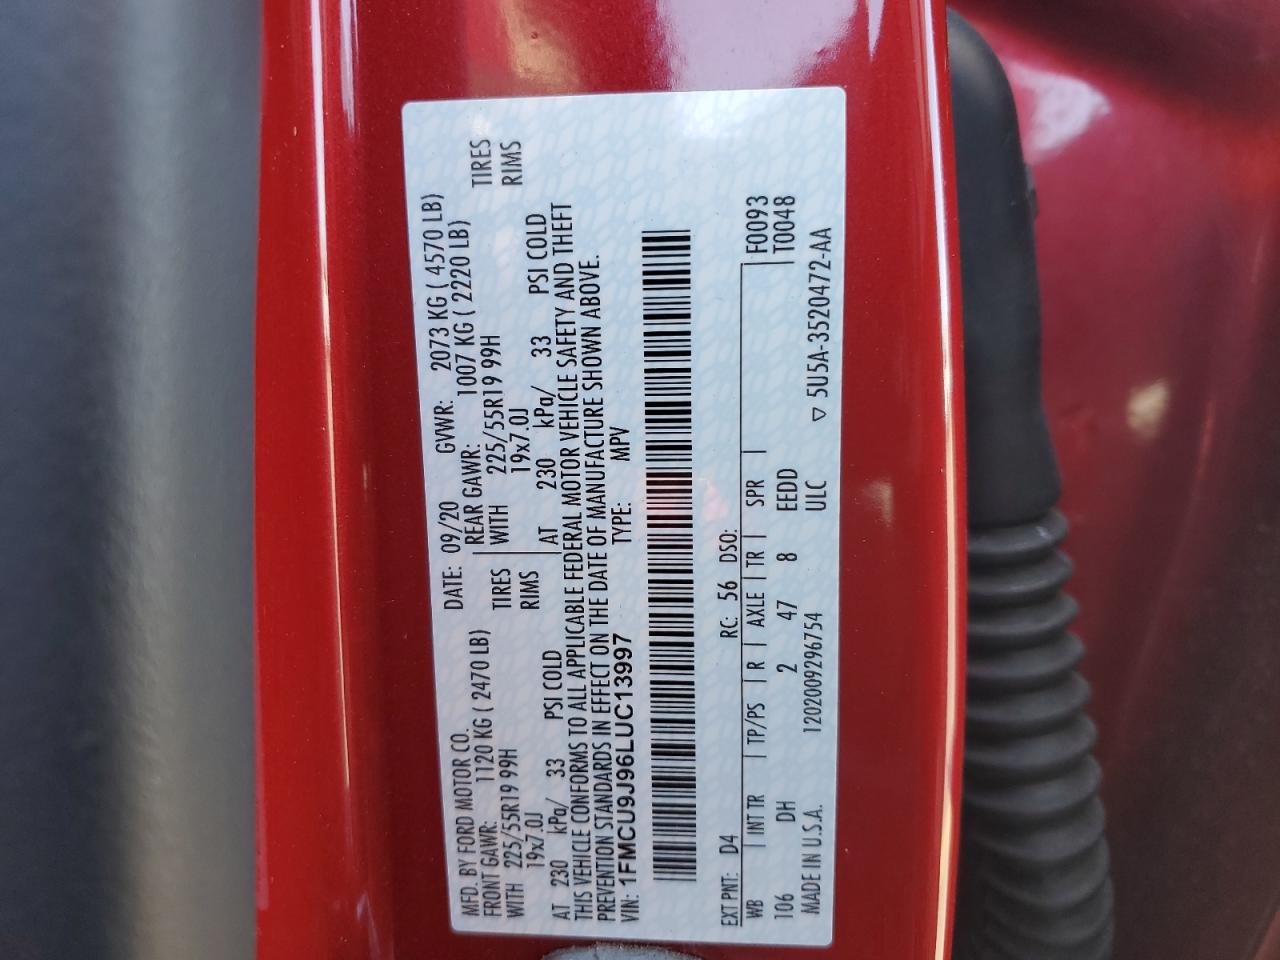 MFD. BY FORD MOTOR CO. DATE: 09/20 GVWR: 2073 KG ( 4570 LB)
FRONT GAWR: 1120 KG ( 2470 LB) REAR GAWR: 1007 KG ( 2220 LB)
WITH 225/55R19 99H TIRES WITH 225/55R19 99H TIRES
19x7.0J RIMS 19x7.0J RIMS
AT 230 kPa/ 33 PSI COLD AT 230 kPa/ 33 PSI COLD
THIS VEHICLE CONFORMS TO ALL APPLICABLE FEDERAL MOTOR VEHICLE SAFETY AND THEFT
PREVENTION STANDARDS IN EFFECT ON THE DATE OF MANUFACTURE SHOWN ABOVE.
VIN: 1FMCU9J96LUC13997 TYPE: MPV
EXT PNT: D4 RC: 56 DSO: F0093
WB INT TR TP/PS R AXLE TR SPR T0048
106 DH 2 47 8 EEDD
MADE IN U.S.A. 120200929675​4 ULC ▽ 5U5A-3520472-AA